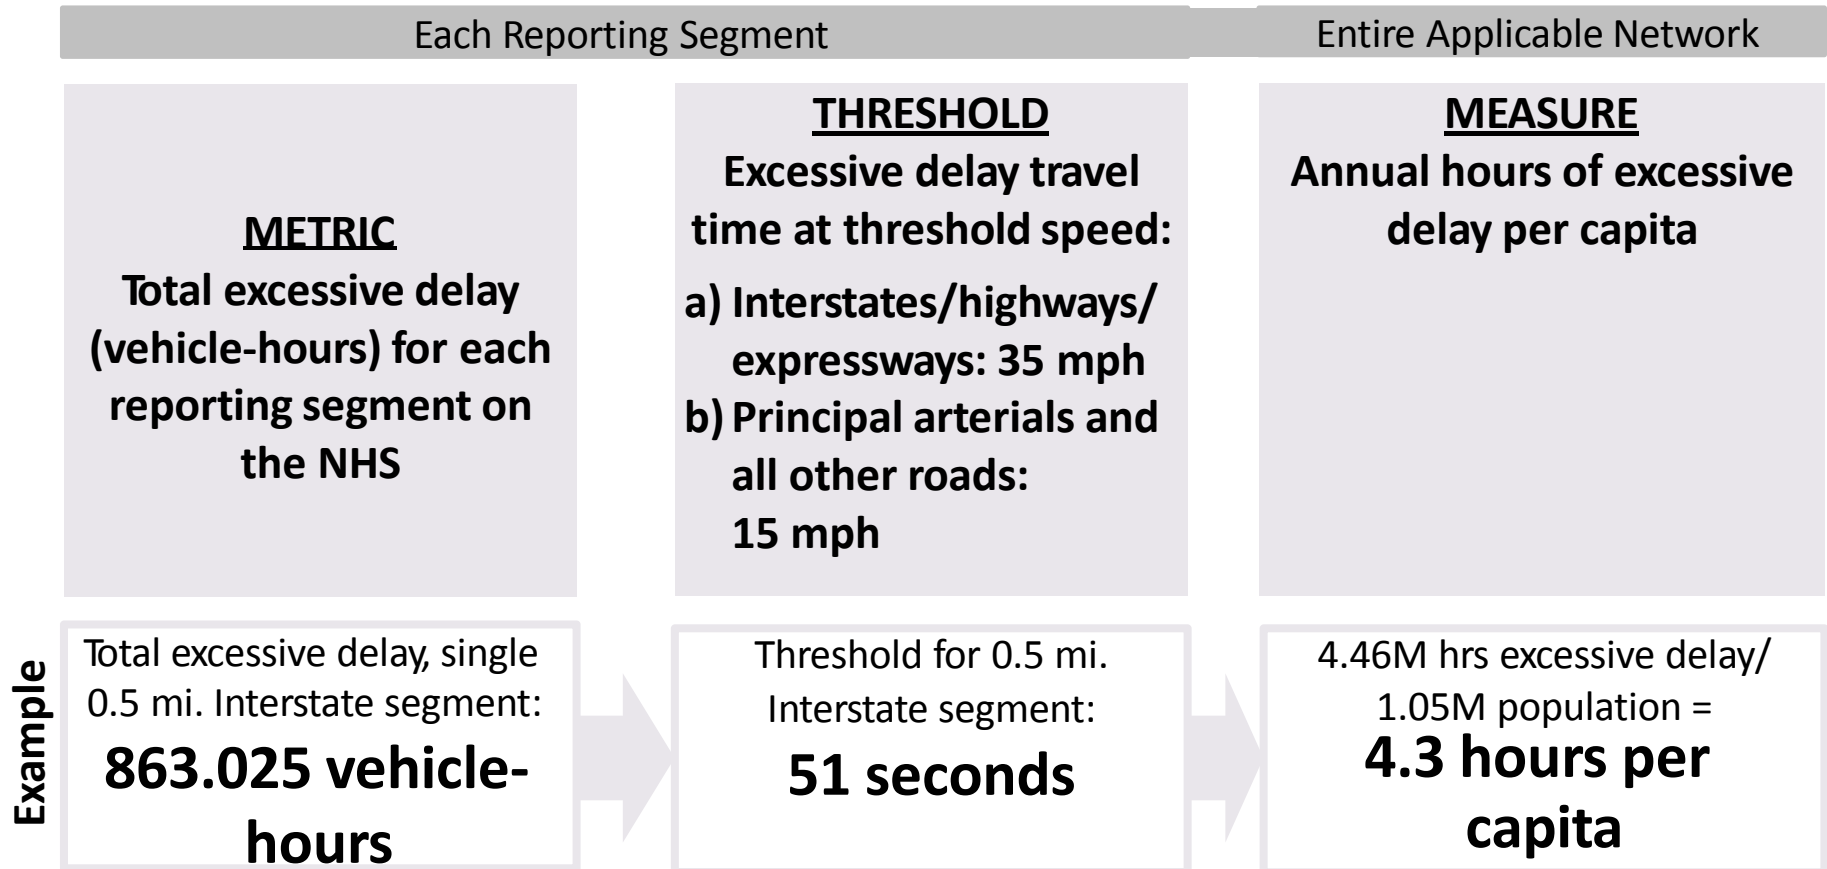 Each Reporting Segment
Entire Applicable Network
METRIC
Total excessive delay
(vehicle-hours) for each
reporting segment on
the NHS
THRESHOLD
Excessive delay travel
time at threshold speed:
a) Interstates/highways/
expressways: 35 mph
b) Principal arterials and
all other roads:
15 mph
MEASURE
Annual hours of excessive
delay per capita
Example
Total excessive delay, single
0.5 mi. Interstate segment:
863.025 vehicle-
hours
Threshold for 0.5 mi.
Interstate segment:
51 seconds
4.46M hrs excessive delay/
1.05M population =
4.3 hours per
capita